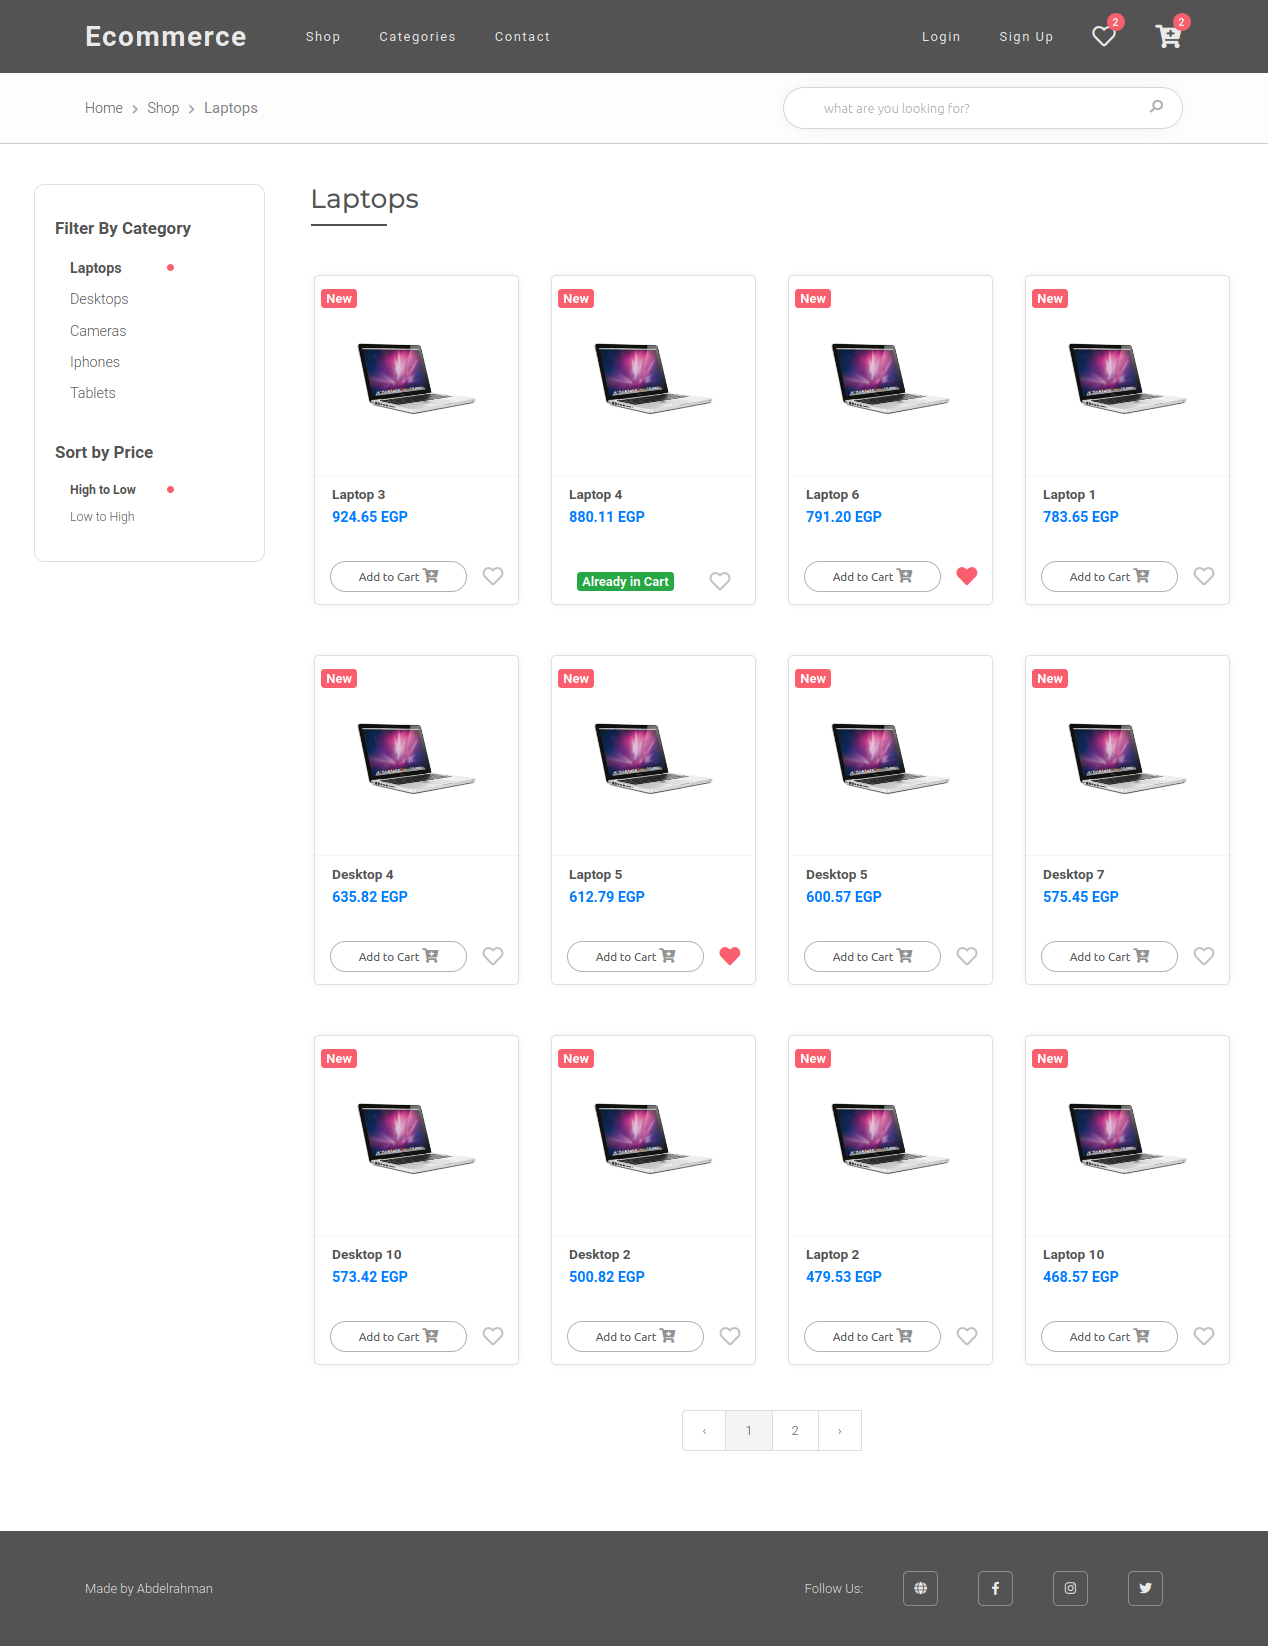 Ecommerce Shop Categories Contact Login Sign Up 2 2
Home > Shop > Laptops what are you looking for?
Filter By Category
Laptops
Desktops
Cameras
Iphones
Tablets
Sort by Price
High to Low
Low to High
Laptops
New New New New
Laptop 3 Laptop 4 Laptop 6 Laptop 1
924.65 EGP 880.11 EGP 791.20 EGP 783.65 EGP
Add to Cart Already in Cart Add to Cart Add to Cart
New New New New
Desktop 4 Laptop 5 Desktop 5 Desktop 7
635.82 EGP 612.79 EGP 600.57 EGP 575.45 EGP
Add to Cart Add to Cart Add to Cart Add to Cart
New New New New
Desktop 10 Desktop 2 Laptop 2 Laptop 10
573.42 EGP 500.82 EGP 479.53 EGP 468.57 EGP
Add to Cart Add to Cart Add to Cart Add to Cart
‹ 1 2 ›
Made by Abdelrahman Follow Us: